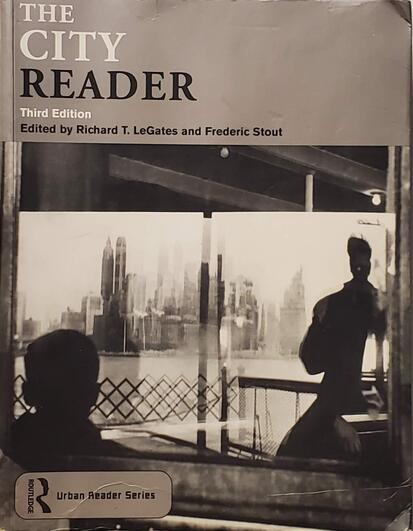 THE
CITY
READER
Third Edition
Edited by Richard T. LeGates and Frederic Stout
ROUTLEDGE
Urban Reader Series